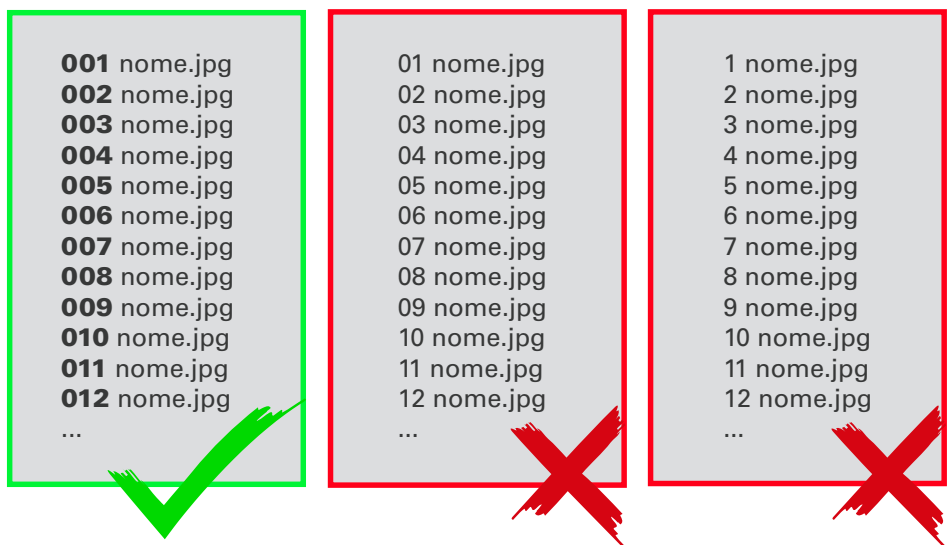 001 nome.jpg
002 nome.jpg
003 nome.jpg
004 nome.jpg
005 nome.jpg
006 nome.jpg
007 nome.jpg
008 nome.jpg
009 nome.jpg
010 nome.jpg
011 nome.jpg
012 nome.jpg
...
01 nome.jpg
02 nome.jpg
03 nome.jpg
04 nome.jpg
05 nome.jpg
06 nome.jpg
07 nome.jpg
08 nome.jpg
09 nome.jpg
10 nome.jpg
11 nome.jpg
12 nome.jpg
...
1 nome.jpg
2 nome.jpg
3 nome.jpg
4 nome.jpg
5 nome.jpg
6 nome.jpg
7 nome.jpg
8 nome.jpg
9 nome.jpg
10 nome.jpg
11 nome.jpg
12 nome.jpg
...